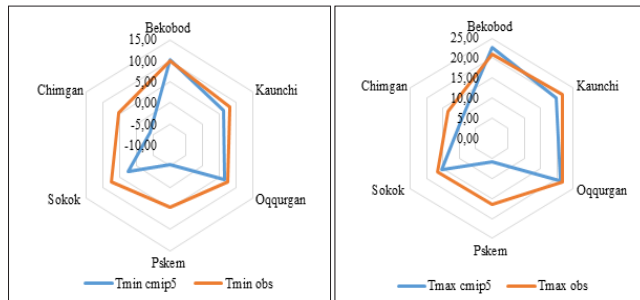 Bekobod
15,00
10,00
5,00
0,00
-5,00
-10,00
Kaunchi
Oqqurgan
Pskem
Sokok
Chimgan
Tmin cmip5
Tmin obs
Bekobod
25,00
20,00
15,00
10,00
5,00
0,00
Kaunchi
Oqqurgan
Pskem
Sokok
Chimgan
Tmax cmip5
Tmax obs